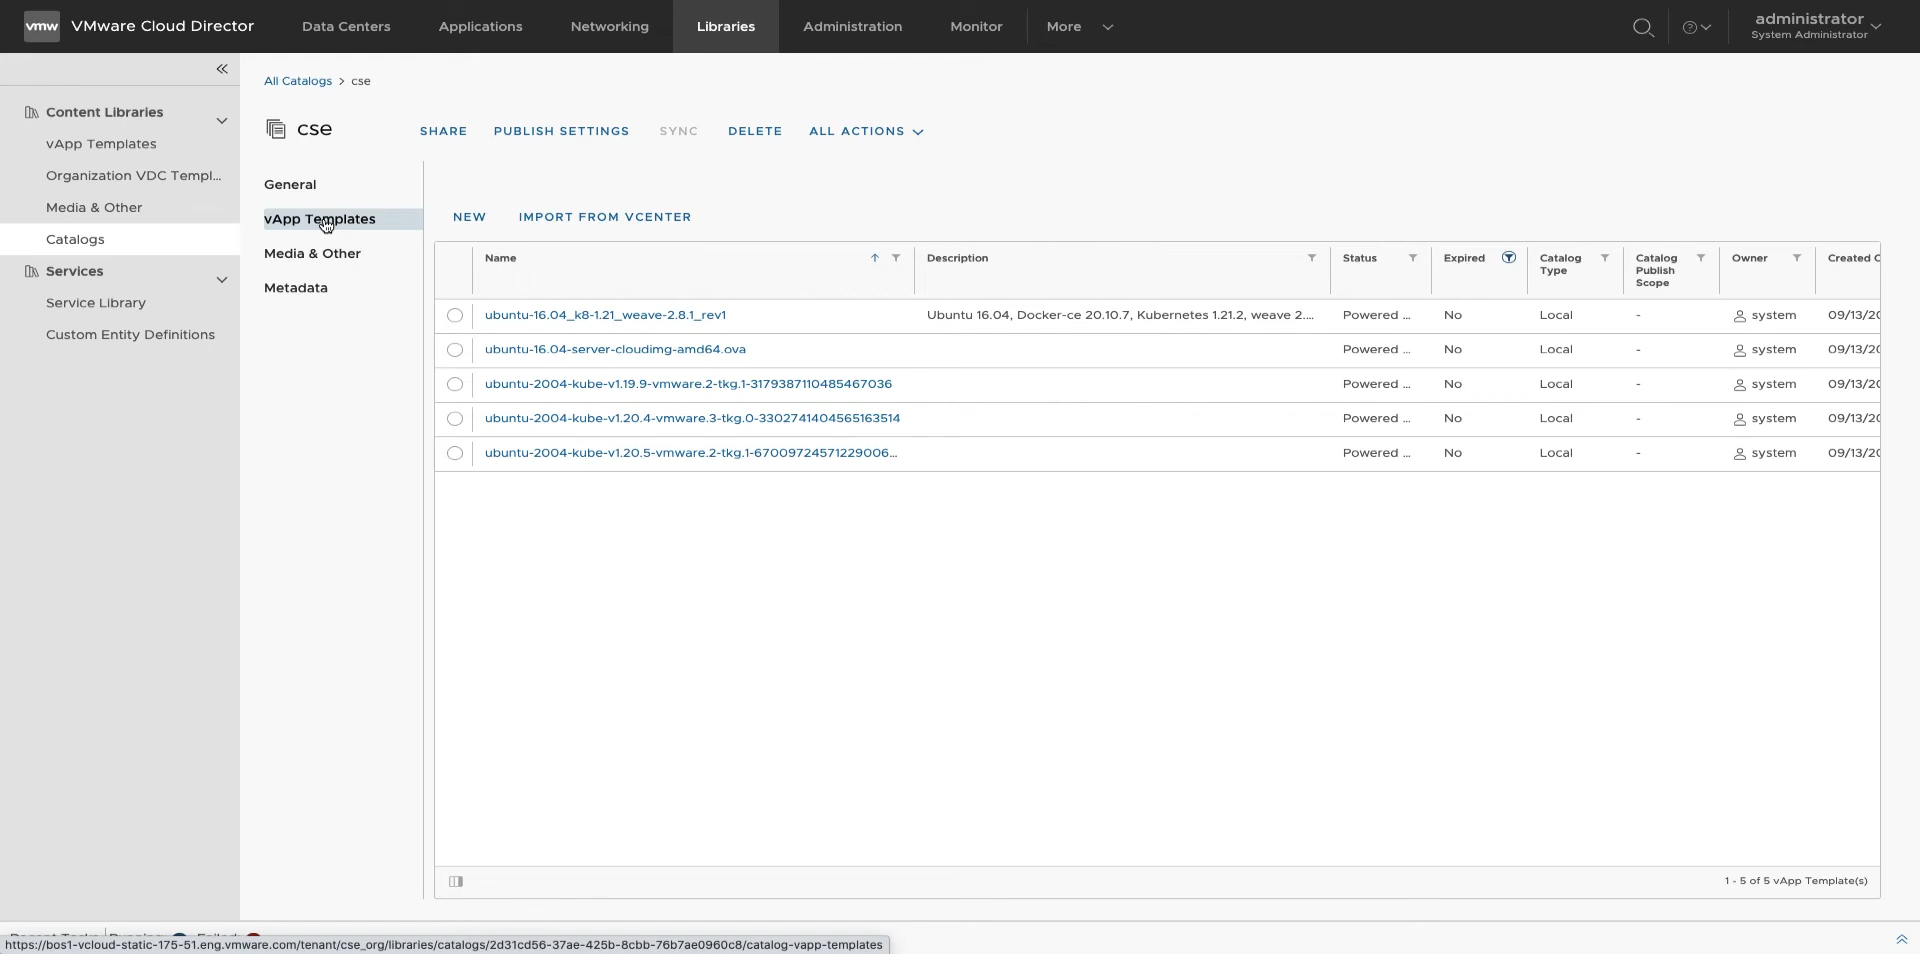 vmw VMware Cloud Director Data Centers Applications Networking Libraries Administration Monitor More administrator
System Administrator
All Catalogs > cse
Content Libraries
vApp Templates
Organization VDC Templ...
Media & Other
Catalogs
Services
Service Library
Custom Entity Definitions
cse SHARE PUBLISH SETTINGS SYNC DELETE ALL ACTIONS
General
vApp Templates
Media & Other
Metadata
NEW IMPORT FROM VCENTER
Name Description Status Expired Catalog Type Catalog Publish Scope Owner Created
ubuntu-16.04_k8-1.21_weave-2.8.1_rev1 Ubuntu 16.04, Docker-ce 20.10.7, Kubernetes 1.21.2, weave 2.... Powered ... No Local - system 09/13/20
ubuntu-16.04-server-cloudimg-amd64.ova Powered ... No Local - system 09/13/20
ubuntu-2004-kube-v1.19.9-vmware.2-tkg.1-3179387110485467036 Powered ... No Local - system 09/13/20
ubuntu-2004-kube-v1.20.4-vmware.3-tkg.0-3302741404565163514 Powered ... No Local - system 09/13/20
ubuntu-2004-kube-v1.20.5-vmware.2-tkg.1-67009724571229006... Powered ... No Local - system 09/13/20
1 - 5 of 5 vApp Template(s)
https://bos1-vcloud-static-175-51.eng.vmware.com/tenant/cse_org/libraries/catalogs/2d31cd56-37ae-425b-8cbb-76b7ae0960c8/catalog-vapp-templates